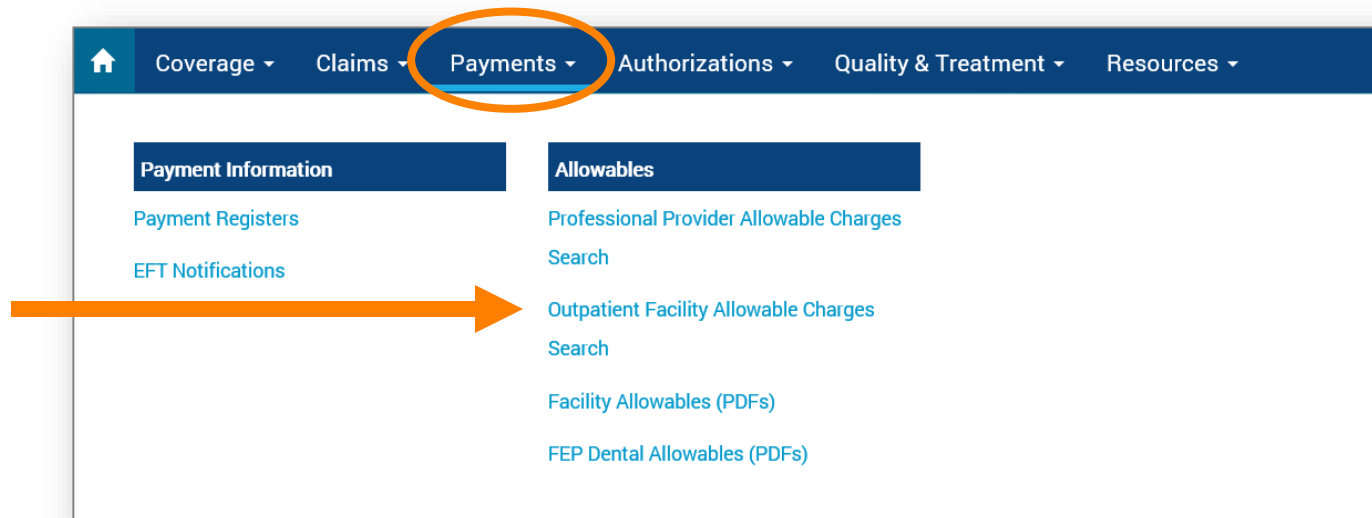 Coverage Claims Payments Authorizations Quality & Treatment Resources
Payment Information
Payment Registers
EFT Notifications
Allowables
Professional Provider Allowable Charges
Search
Outpatient Facility Allowable Charges
Search
Facility Allowables (PDFs)
FEP Dental Allowables (PDFs)